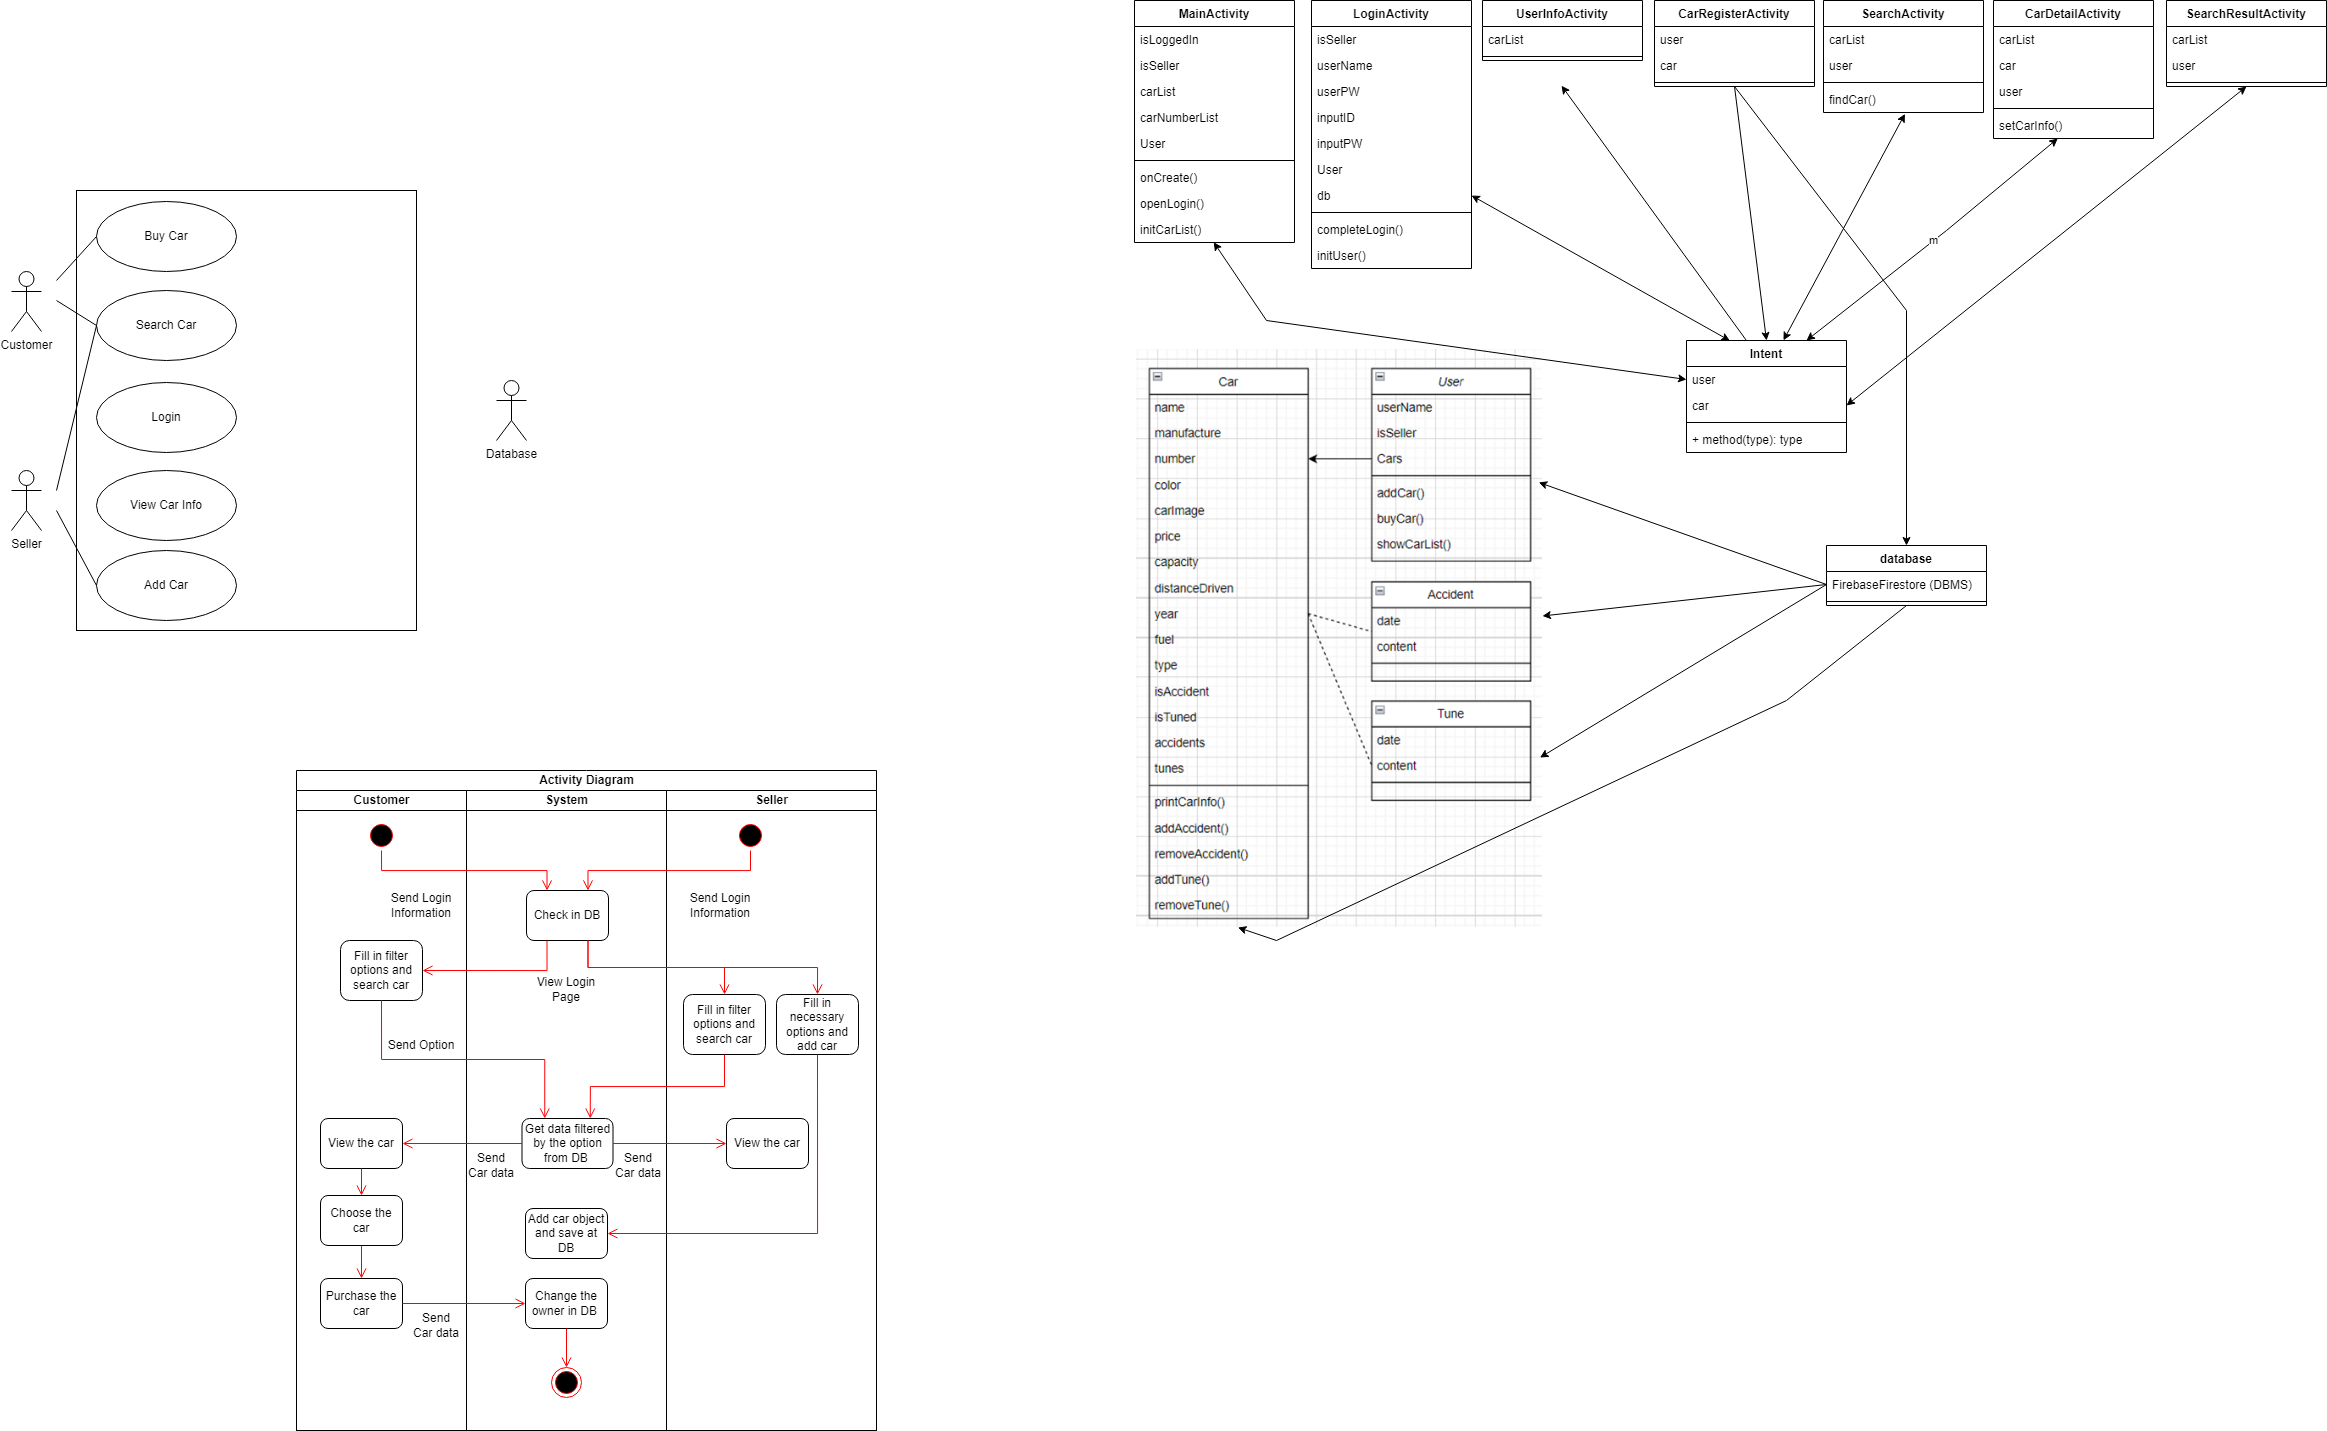 Buy Car
Search Car
Login
View Car Info
Add Car
Customer
Seller
Database
MainActivity
isLoggedIn
isSeller
carList
carNumberList
User
onCreate()
openLogin()
initCarList()
LoginActivity
isSeller
userName
userPW
inputID
inputPW
User
db
completeLogin()
initUser()
UserInfoActivity
carList
CarRegisterActivity
user
car
SearchActivity
carList
user
findCar()
CarDetailActivity
carList
car
user
setCarInfo()
SearchResultActivity
carList
user
m
Intent
user
car
+ method(type): type
Car
name
manufacture
number
color
carImage
price
capacity
distanceDriven
year
fuel
type
isAccident
isTuned
accidents
tunes
printCarInfo()
addAccident()
removeAccident()
addTune()
removeTune()
User
userName
isSeller
Cars
addCar()
buyCar()
showCarList()
Accident
date
content
Tune
date
content
database
FirebaseFirestore (DBMS)
Activity Diagram
Customer
System
Seller
Send Login
Information
Check in DB
Send Login
Information
Fill in filter
options and
search car
View Login
Page
Fill in filter
options and
search car
Fill in
necessary
options and
add car
Send Option
View the car
Get data filtered
by the option
from DB
View the car
Send
Car data
Send
Car data
Choose the
car
Add car object
and save at
DB
Purchase the
car
Change the
owner in DB
Send
Car data